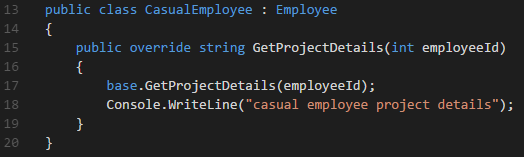 13 public class CasualEmployee : Employee
14 {
15     public override string GetProjectDetails(int employeeId)
16     {
17         base.GetProjectDetails(employeeId);
18         Console.WriteLine("casual employee project details");
19     }
20 }